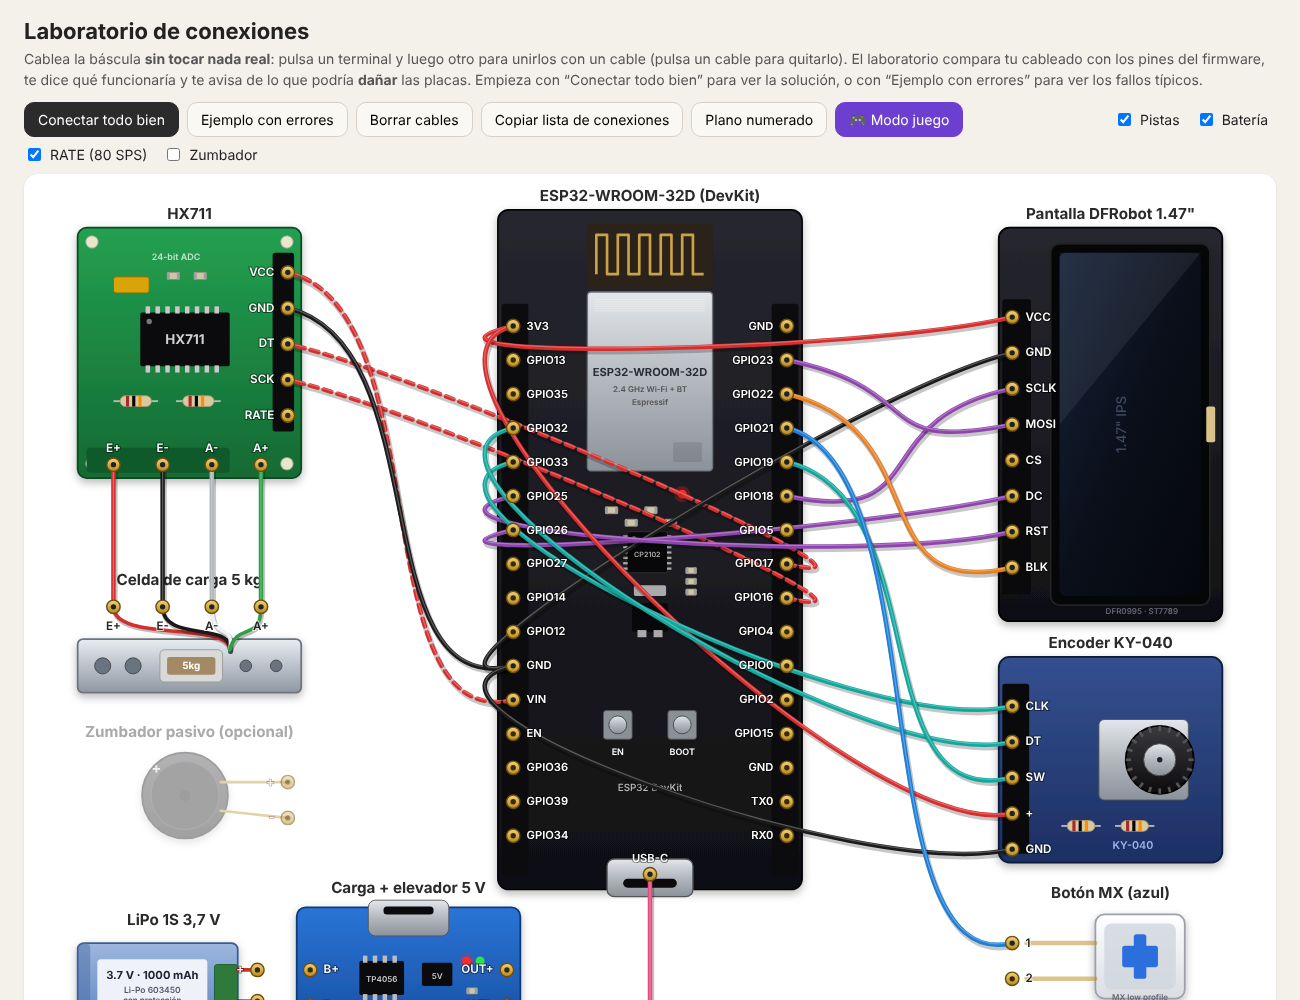 Laboratorio de conexiones
Cablea la báscula sin tocar nada real: pulsa un terminal y luego otro para unirlos con un cable (pulsa un cable para quitarlo). El laboratorio compara tu cableado con los pines del firmware,
te dice qué funcionaría y te avisa de lo que podría dañar las placas. Empieza con “Conectar todo bien” para ver la solución, o con “Ejemplo con errores” para ver los fallos típicos.
Conectar todo bien
Ejemplo con errores
Borrar cables
Copiar lista de conexiones
Plano numerado
🎮 Modo juego
Pistas
Batería
RATE (80 SPS)
Zumbador
HX711
24-bit ADC
HX711
VCC
GND
DT
SCK
RATE
E+
E-
A-
A+
Celda de carga 5 kg
E+
E-
A-
A+
5kg
Zumbador pasivo (opcional)
+
+
−
ESP32-WROOM-32D (DevKit)
ESP32-WROOM-32D
2.4 GHz Wi-Fi + BT
Espressif
3V3
GPIO13
GPIO35
GPIO32
GPIO33
GPIO25
GPIO26
GPIO27
GPIO14
GPIO12
GND
VIN
EN
GPIO36
GPIO39
GPIO34
GND
GPIO23
GPIO22
GPIO21
GPIO19
GPIO18
GPIO5
GPIO17
GPIO16
GPIO4
GPIO0
GPIO2
GPIO15
GND
TX0
RX0
CP2102
EN
BOOT
ESP32 DevKit
USB-C
Pantalla DFRobot 1.47"
VCC
GND
SCLK
MOSI
CS
DC
RST
BLK
1.47" IPS
DFR0995 · ST7789
Encoder KY-040
CLK
DT
SW
+
GND
KY-040
Botón MX (azul)
1
2
MX low profile
LiPo 1S 3,7 V
3.7 V · 1000 mAh
Li-Po 603450
con protección
+
Carga + elevador 5 V
B+
TP4056
5V
OUT+